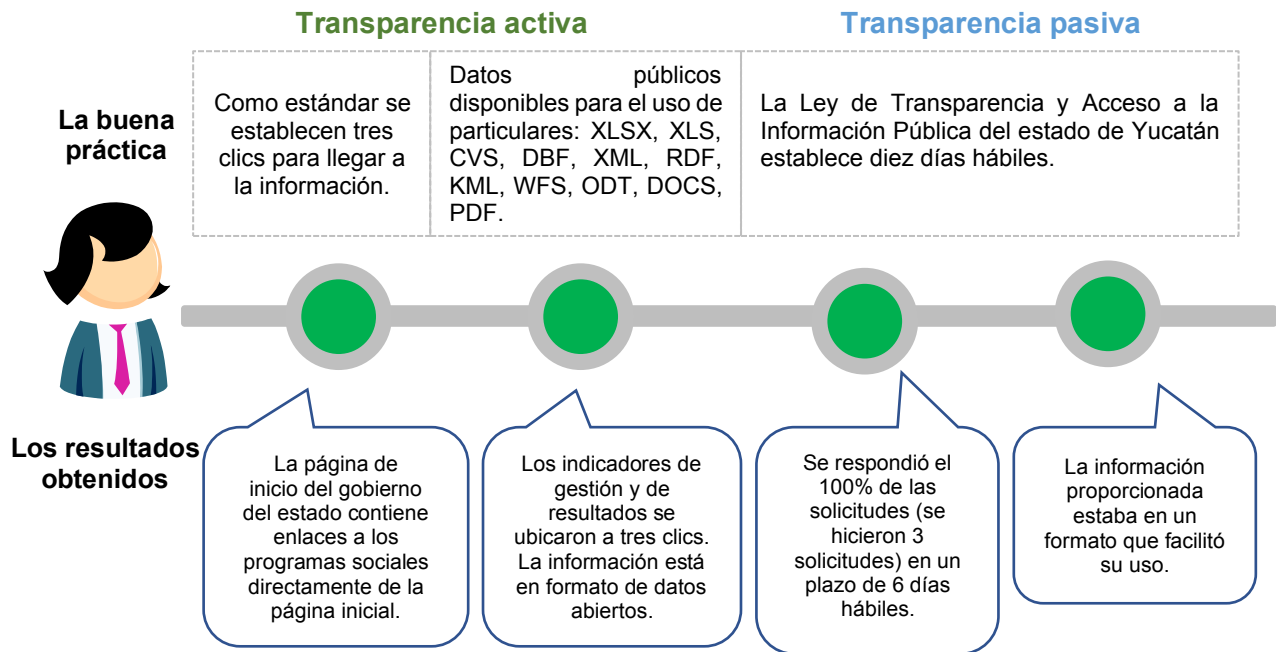 Transparencia activa
Transparencia pasiva
La buena
práctica
Como estándar se
establecen tres
clics para llegar a
la información.
Datos públicos
disponibles para el uso de
particulares: XLSX, XLS,
CVS, DBF, XML, RDF,
KML, WFS, ODT, DOCS,
PDF.
La Ley de Transparencia y Acceso a la
Información Pública del estado de Yucatán
establece diez días hábiles.
Los resultados
obtenidos
La página de
inicio del gobierno
del estado contiene
enlaces a los
programas sociales
directamente de la
página inicial.
Los indicadores de
gestión y de
resultados se
ubicaron a tres clics.
La información está
en formato de datos
abiertos.
Se respondió el
100% de las
solicitudes (se
hicieron 3
solicitudes) en un
plazo de 6 días
hábiles.
La información
proporcionada
estaba en un
formato que facilitó
su uso.